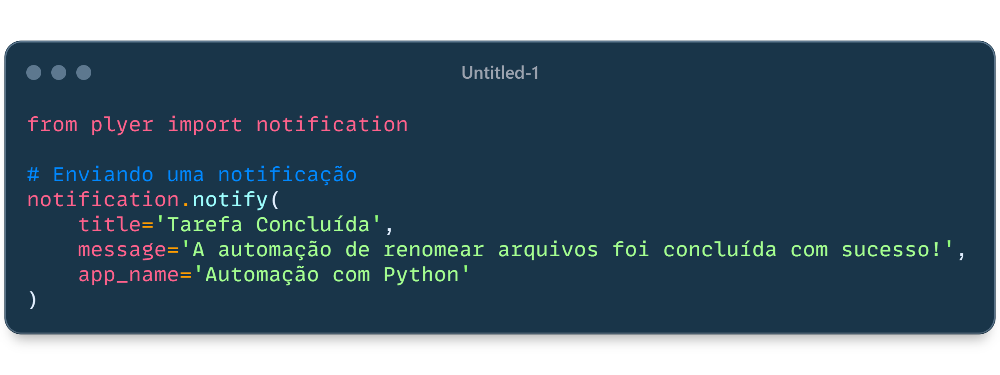 Untitled-1
from plyer import notification
# Enviando uma notificação
notification.notify(
    title='Tarefa Concluída',
    message='A automação de renomear arquivos foi concluída com sucesso!',
    app_name='Automação com Python'
)